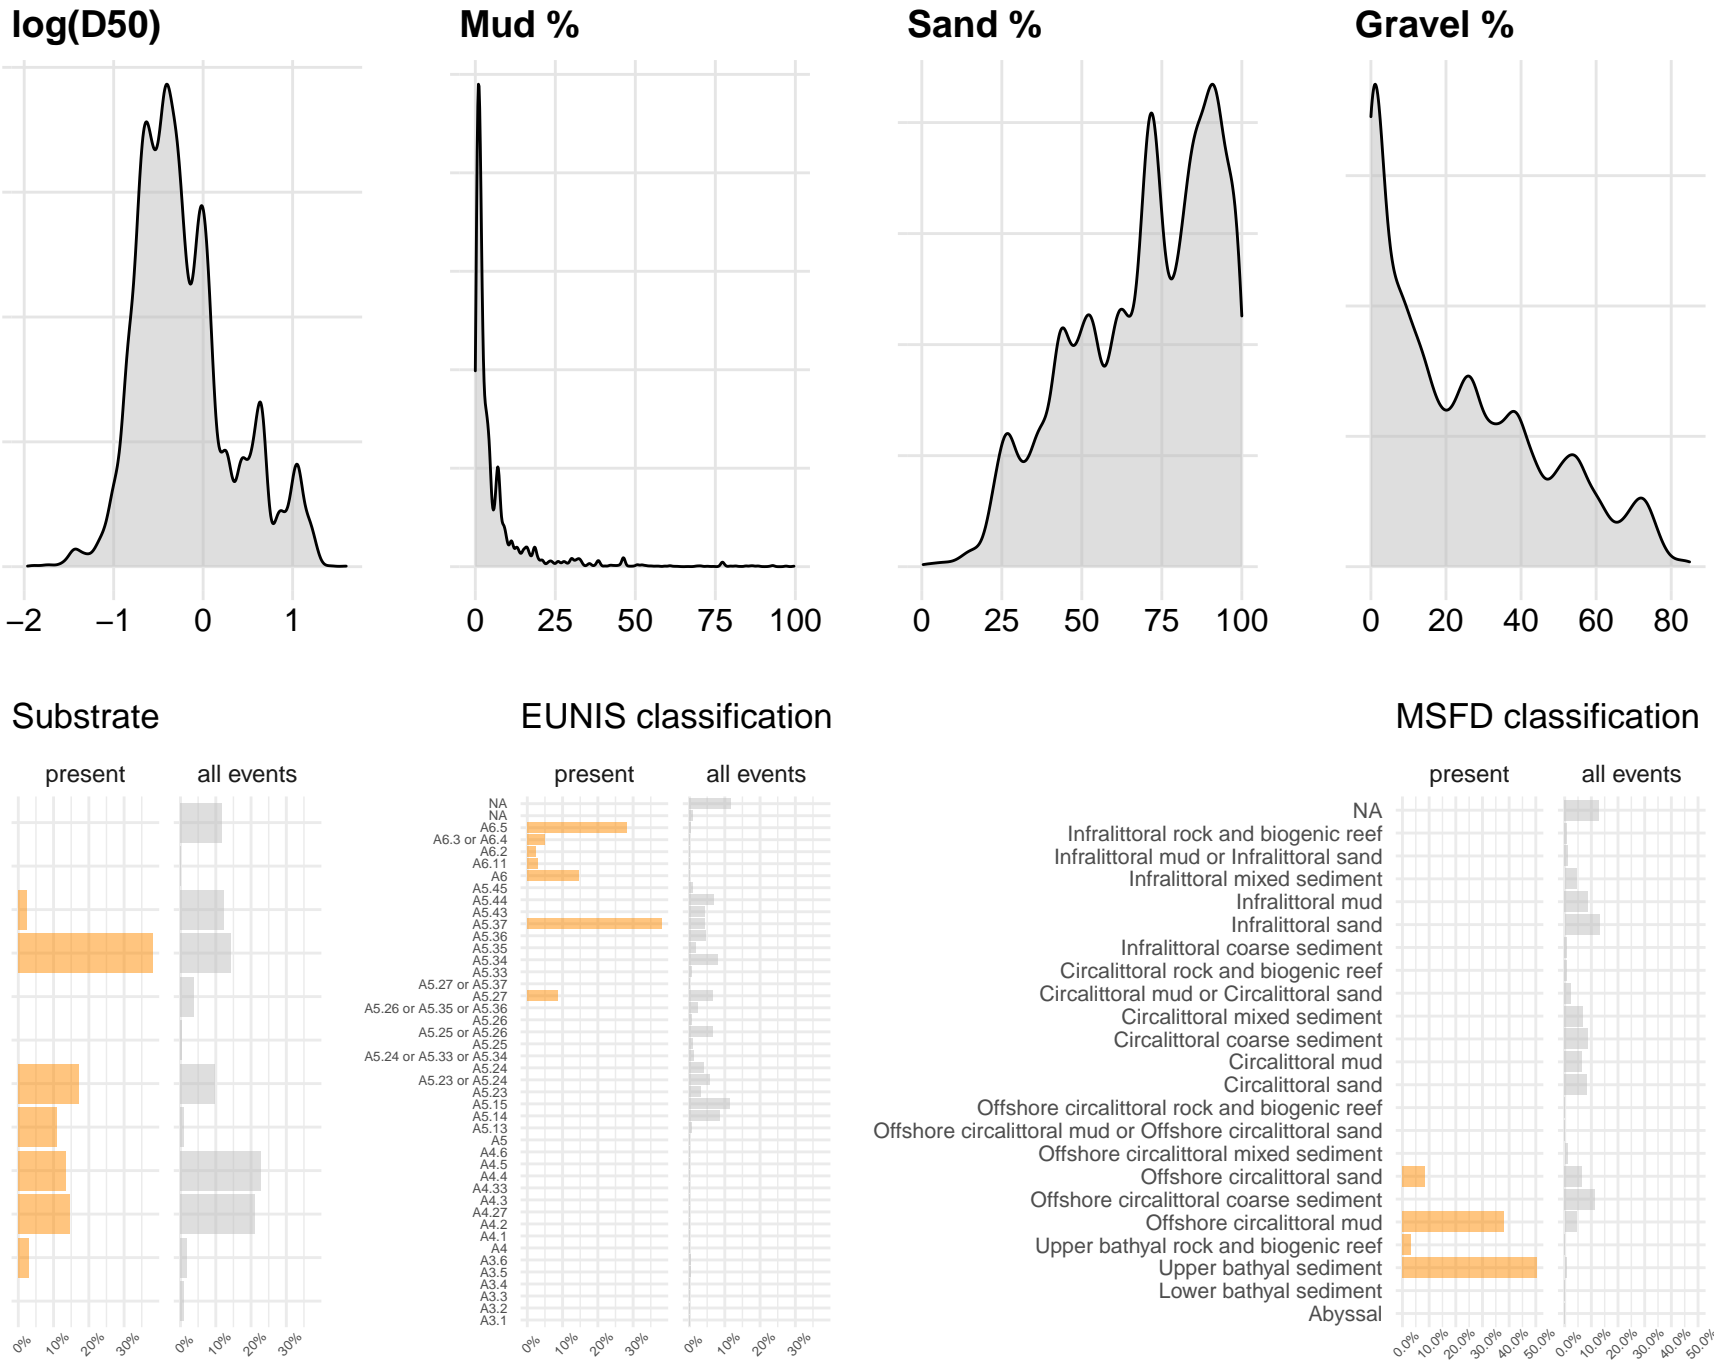 log(D50) Mud % Sand % Gravel %
−2 −1 0 1 0 25 50 75 100 0 25 50 75 100 0 20 40 60 80
Substrate EUNIS classification MSFD classification
present all events present all events present all events
NA
NA
A6.5
A6.3 or A6.4
A6.2
A6.11
A6
A5.45
A5.44
A5.43
A5.37
A5.36
A5.35
A5.34
A5.33
A5.27 or A5.37
A5.27
A5.26 or A5.35 or A5.36
A5.26
A5.25 or A5.26
A5.25
A5.24 or A5.33 or A5.34
A5.24
A5.23 or A5.24
A5.23
A5.15
A5.14
A5.13
A5
A4.6
A4.5
A4.4
A4.33
A4.3
A4.27
A4.2
A4.1
A4
A3.6
A3.5
A3.4
A3.3
A3.2
A3.1
NA
Infralittoral rock and biogenic reef
Infralittoral mud or Infralittoral sand
Infralittoral mixed sediment
Infralittoral mud
Infralittoral sand
Infralittoral coarse sediment
Circalittoral rock and biogenic reef
Circalittoral mud or Circalittoral sand
Circalittoral mixed sediment
Circalittoral coarse sediment
Circalittoral mud
Circalittoral sand
Offshore circalittoral rock and biogenic reef
Offshore circalittoral mud or Offshore circalittoral sand
Offshore circalittoral mixed sediment
Offshore circalittoral sand
Offshore circalittoral coarse sediment
Offshore circalittoral mud
Upper bathyal rock and biogenic reef
Upper bathyal sediment
Lower bathyal sediment
Abyssal
0% 10% 20% 30% 0% 10% 20% 30% 0% 10% 20% 30% 0% 10% 20% 30% 0.0% 10.0% 20.0% 30.0% 40.0% 50.0% 0.0% 10.0% 20.0% 30.0% 40.0% 50.0%